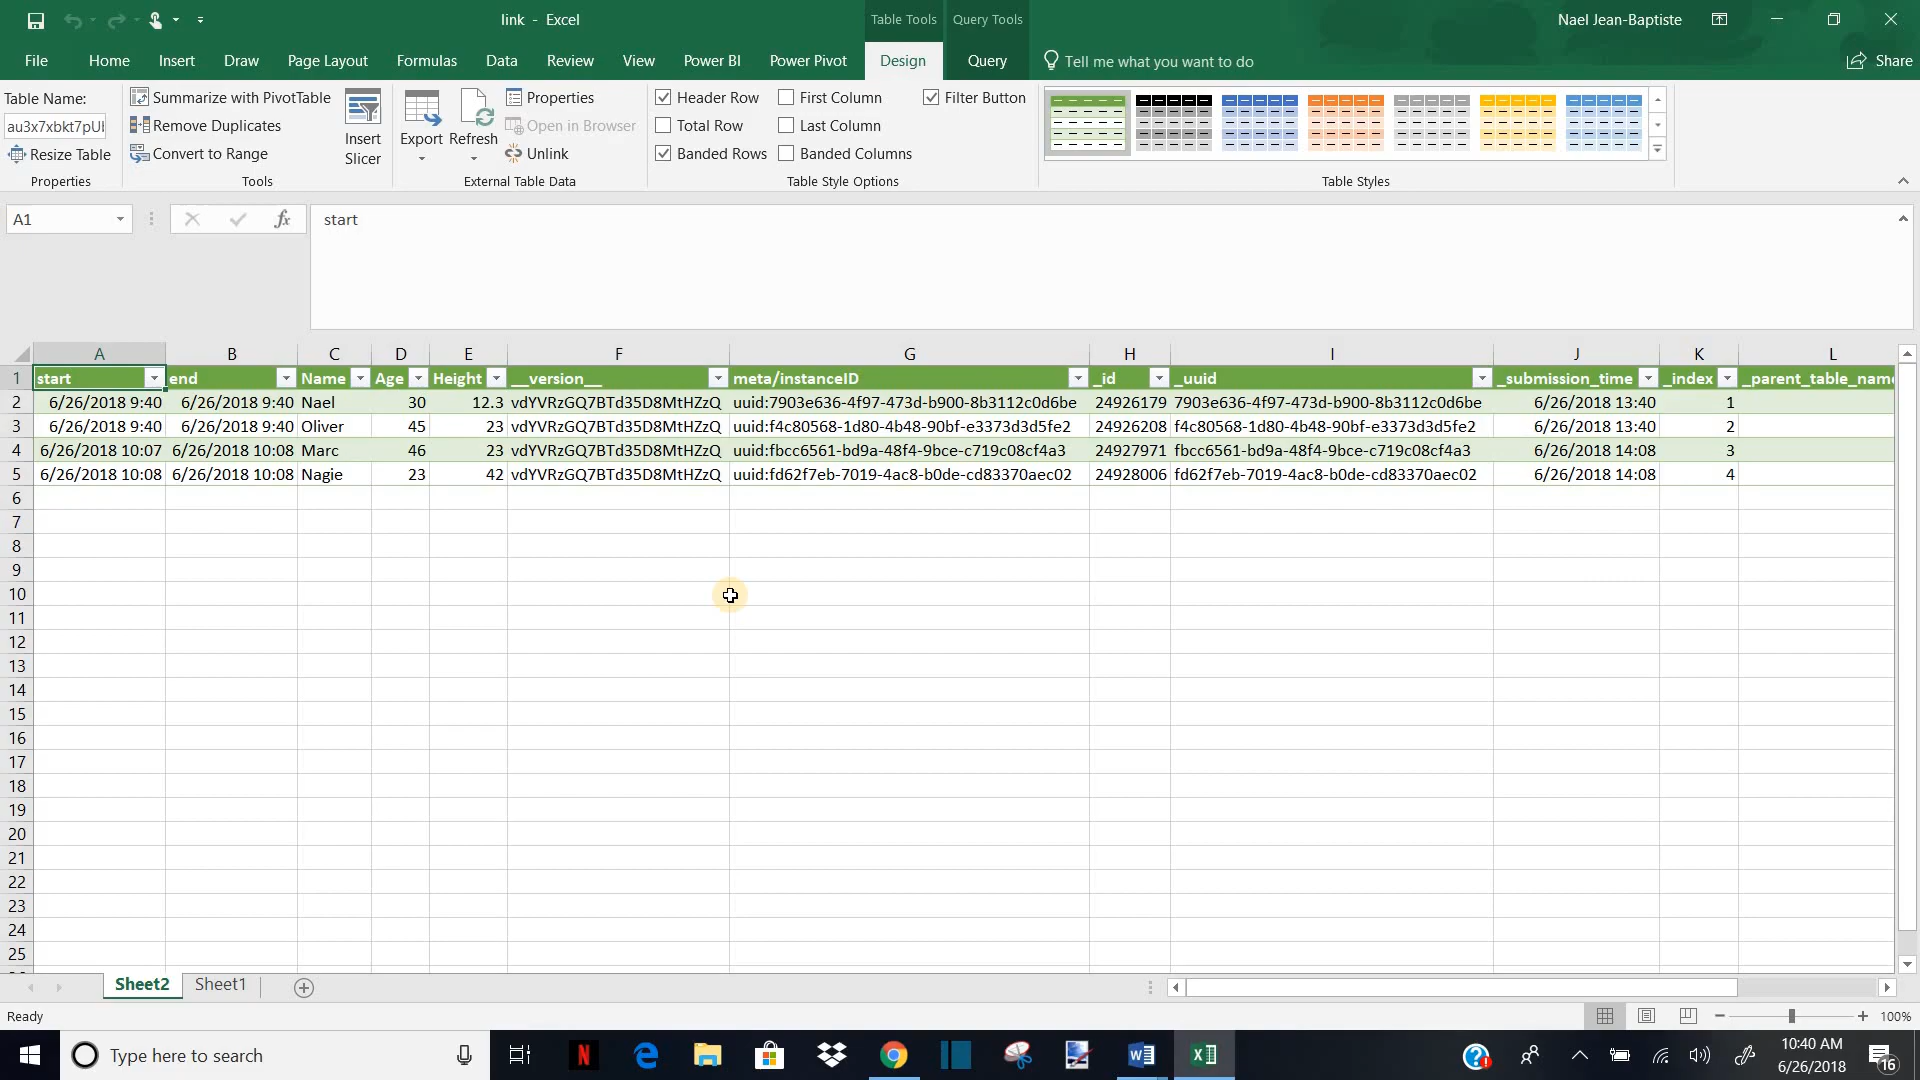 link - Excel
Table Tools Query Tools
Nael Jean-Baptiste
File Home Insert Draw Page Layout Formulas Data Review View Power BI Power Pivot Design Query Tell me what you want to do Share
Table Name:
au3x7xbkt7pU
Resize Table
Properties
Summarize with PivotTable
Remove Duplicates
Convert to Range
Insert Slicer
Tools
Export Refresh
Properties
Open in Browser
Unlink
External Table Data
Header Row First Column Filter Button
Total Row Last Column
Banded Rows Banded Columns
Table Style Options
Table Styles
A1 fx start
A B C D E F G H I J K L
1 start end Name Age Height __version__ meta/instanceID _id _uuid _submission_time _index _parent_table_name
2 6/26/2018 9:40 6/26/2018 9:40 Nael 30 12.3 vdYVRzGQ7BTd35D8MtHZzQ uuid:7903e636-4f97-473d-b900-8b3112c0d6be 24926179 7903e636-4f97-473d-b900-8b3112c0d6be 6/26/2018 13:40 1
3 6/26/2018 9:40 6/26/2018 9:40 Oliver 45 23 vdYVRzGQ7BTd35D8MtHZzQ uuid:f4c80568-1d80-4b48-90bf-e3373d3d5fe2 24926208 f4c80568-1d80-4b48-90bf-e3373d3d5fe2 6/26/2018 13:40 2
4 6/26/2018 10:07 6/26/2018 10:08 Marc 46 23 vdYVRzGQ7BTd35D8MtHZzQ uuid:fbcc6561-bd9a-48f4-9bce-c719c08cf4a3 24927971 fbcc6561-bd9a-48f4-9bce-c719c08cf4a3 6/26/2018 14:08 3
5 6/26/2018 10:08 6/26/2018 10:08 Nagie 23 42 vdYVRzGQ7BTd35D8MtHZzQ uuid:fd62f7eb-7019-4ac8-b0de-cd83370aec02 24928006 fd62f7eb-7019-4ac8-b0de-cd83370aec02 6/26/2018 14:08 4
6
7
8
9
10
11
12
13
14
15
16
17
18
19
20
21
22
23
24
25
Sheet2 Sheet1
Ready 100%
Type here to search
10:40 AM
6/26/2018
16